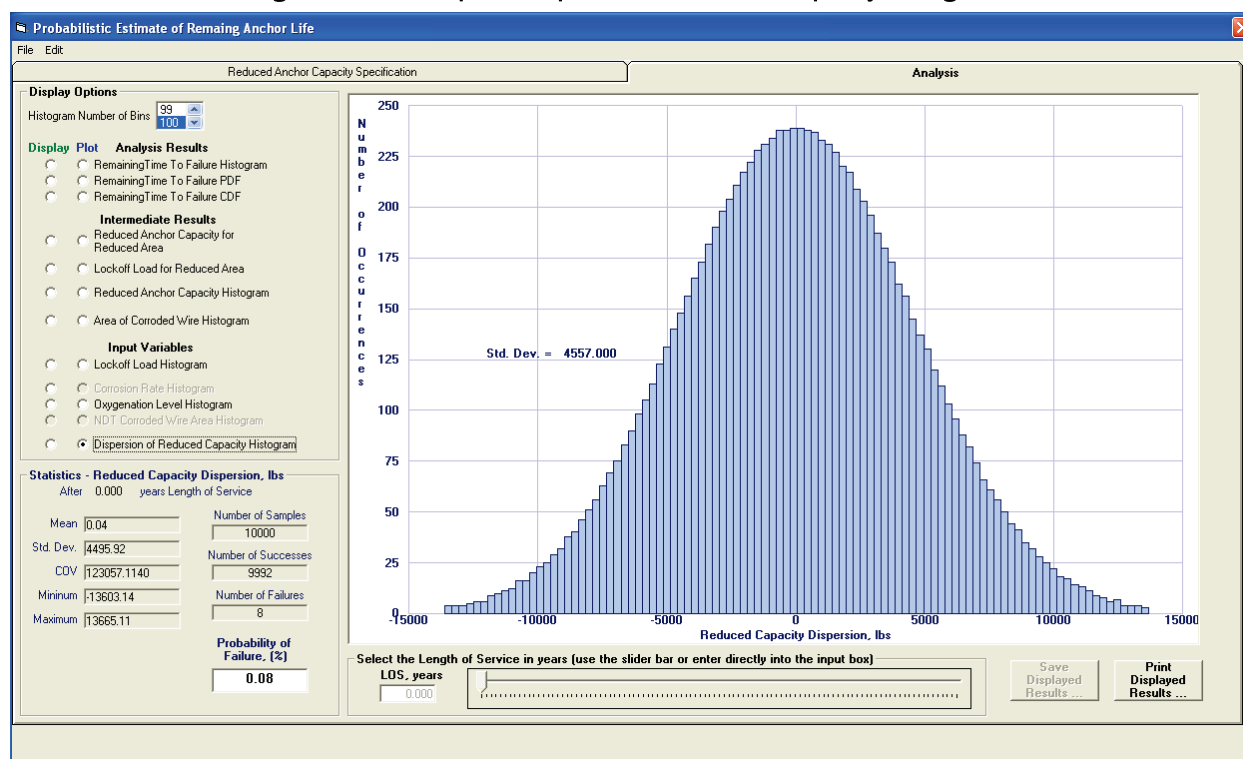 Probabilistic Estimate of Remaing Anchor Life
File Edit
Reduced Anchor Capacity Specification
Analysis
Display Options
Histogram Number of Bins 99
100
Display Plot Analysis Results
RemainingTime To Failure Histogram
RemainingTime To Failure PDF
RemainingTime To Failure CDF
Intermediate Results
Reduced Anchor Capacity for
Reduced Area
Lockoff Load for Reduced Area
Reduced Anchor Capacity Histogram
Area of Corroded Wire Histogram
Input Variables
Lockoff Load Histogram
Corrosion Rate Histogram
Oxygenation Level Histogram
NDT Corroded Wire Area Histogram
Dispersion of Reduced Capacity Histogram
Statistics - Reduced Capacity Dispersion, lbs
After 0.000 years Length of Service
Mean 0.04
Std. Dev. 4495.92
COV 123057.1140
Mininum -13603.14
Maximum 13665.11
Number of Samples
10000
Number of Successes
9992
Number of Failures
8
Probability of
Failure, (%)
0.08
Number of Occurrences
250
225
200
175
150
125
100
75
50
25
0
Std. Dev. = 4557.000
-15000 -10000 -5000 0 5000 10000 15000
Reduced Capacity Dispersion, lbs
Select the Length of Service in years (use the slider bar or enter directly into the input box)
LOS, years
0.000
Save
Displayed
Results ...
Print
Displayed
Results ...